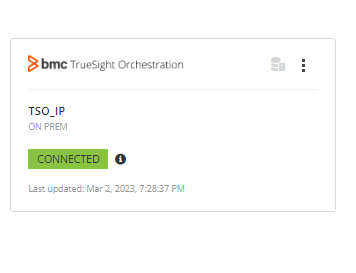 bmc TrueSight Orchestration
TSO_IP
ON PREM
CONNECTED
Last updated: Mar 2, 2023, 7:28:37 PM